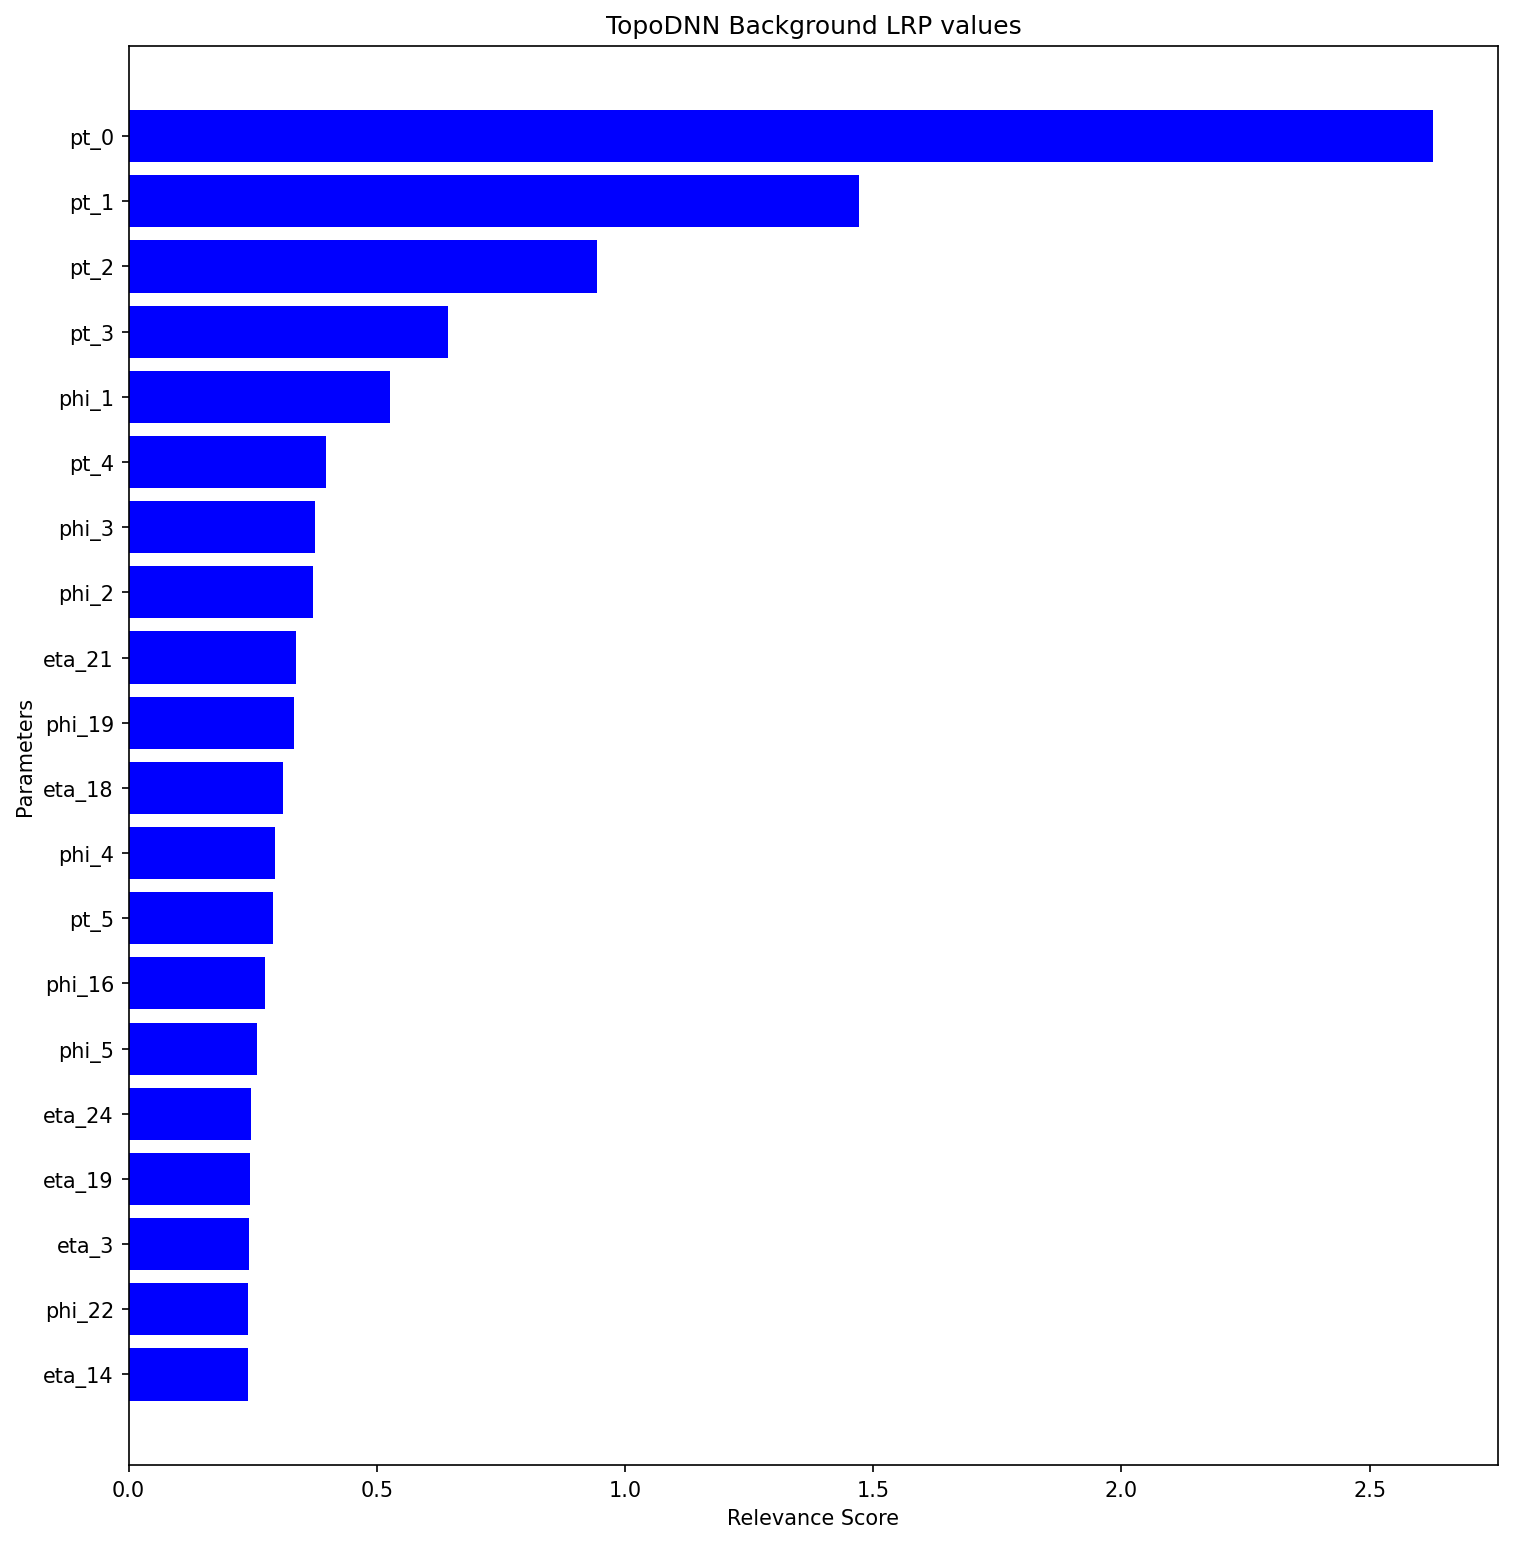 TopoDNN Background LRP values
pt_0
pt_1
pt_2
pt_3
phi_1
pt_4
phi_3
phi_2
eta_21
phi_19
eta_18
phi_4
pt_5
phi_16
phi_5
eta_24
eta_19
eta_3
phi_22
eta_14
Parameters
0.0 0.5 1.0 1.5 2.0 2.5
Relevance Score